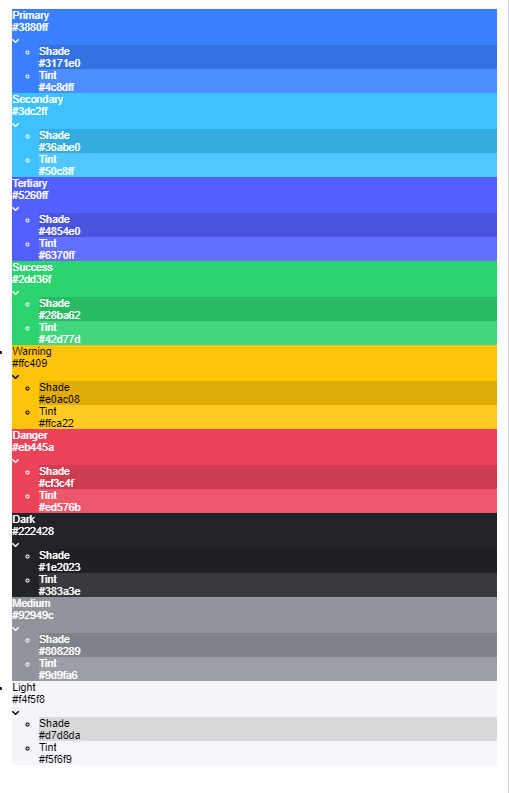 Primary
#3880ff
Shade
#3171e0
Tint
#4c8dff
Secondary
#3dc2ff
Shade
#36abe0
Tint
#50c8ff
Tertiary
#5260ff
Shade
#4854e0
Tint
#6370ff
Success
#2dd36f
Shade
#28ba62
Tint
#42d77d
Warning
#ffc409
Shade
#e0ac08
Tint
#ffca22
Danger
#eb445a
Shade
#cf3c4f
Tint
#ed576b
Dark
#222428
Shade
#1e2023
Tint
#383a3e
Medium
#92949c
Shade
#808289
Tint
#9d9fa6
Light
#f4f5f8
Shade
#d7d8da
Tint
#f5f6f9